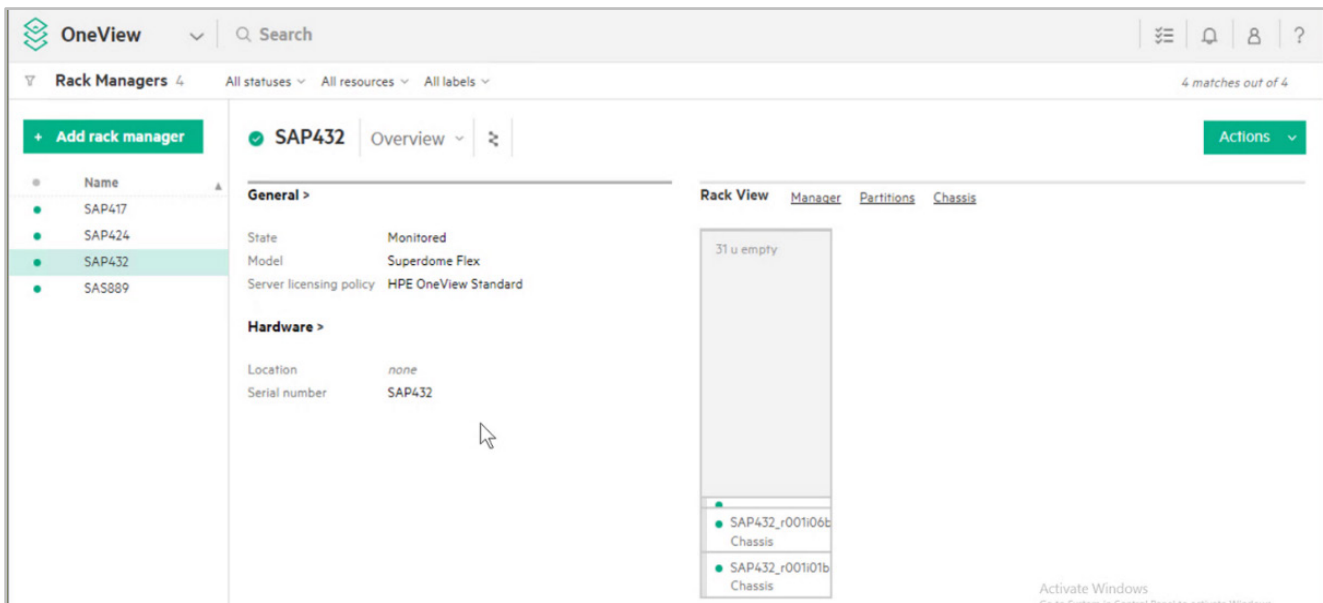 OneView
Search
?
Rack Managers 4
All statuses
All resources
All labels
4 matches out of 4
+ Add rack manager
SAP432
Overview
Actions
Name
SAP417
SAP424
SAP432
SAS889
General >
State Monitored
Model Superdome Flex
Server licensing policy HPE OneView Standard
Hardware >
Location none
Serial number SAP432
Rack View Manager Partitions Chassis
31 u empty
SAP432_r001i06b
Chassis
SAP432_r001i01b
Chassis
Activate Windows